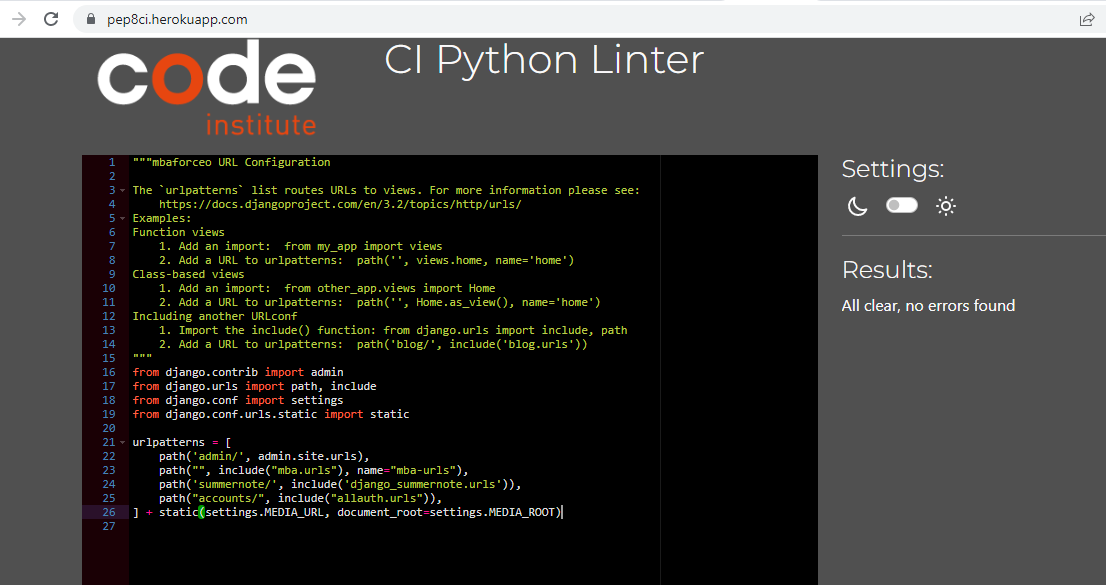 pep8ci.herokuapp.com
code
institute
CI Python Linter
1 """mbaforceo URL Configuration
2
3 The `urlpatterns` list routes URLs to views. For more information please see:
4     https://docs.djangoproject.com/en/3.2/topics/http/urls/
5 Examples:
6 Function views
7     1. Add an import:  from my_app import views
8     2. Add a URL to urlpatterns:  path('', views.home, name='home')
9 Class-based views
10     1. Add an import:  from other_app.views import Home
11     2. Add a URL to urlpatterns:  path('', Home.as_view(), name='home')
12 Including another URLconf
13     1. Import the include() function: from django.urls import include, path
14     2. Add a URL to urlpatterns:  path('blog/', include('blog.urls'))
15 """
16 from django.contrib import admin
17 from django.urls import path, include
18 from django.conf import settings
19 from django.conf.urls.static import static
20
21 urlpatterns = [
22     path('admin/', admin.site.urls),
23     path("", include("mba.urls"), name="mba-urls"),
24     path('summernote/', include('django_summernote.urls')),
25     path("accounts/", include("allauth.urls")),
26 ] + static(settings.MEDIA_URL, document_root=settings.MEDIA_ROOT)
27
Settings:
Results:
All clear, no errors found